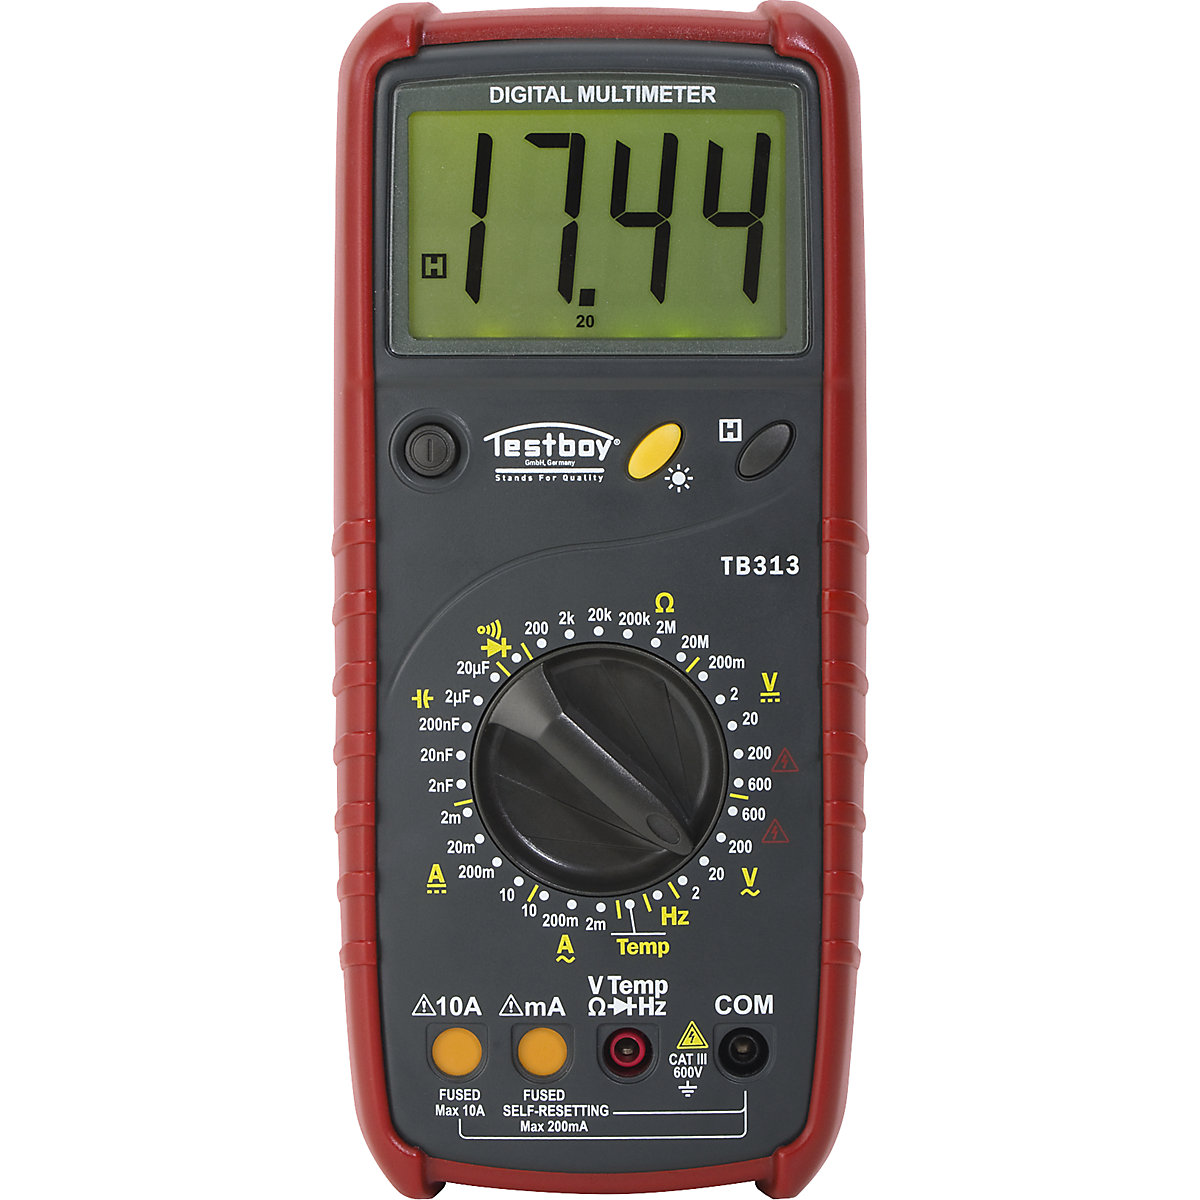 DIGITAL MULTIMETER
17.44
H
20
Testboy®
GmbH, Germany
Stands For Quality
H
TB313
Ω
200 2k 20k 200k 2M 20M
V
200m 2 20 200 600
600 200 20 2
V
Hz
Temp
20µF
2µF
200nF
20nF
2nF
2m
20m
200m
10
A
10 200m 2m
A
10A
mA
V Temp
Ω Hz
COM
CAT III
600V
FUSED
Max 10A
FUSED
SELF-RESETTING
Max 200mA